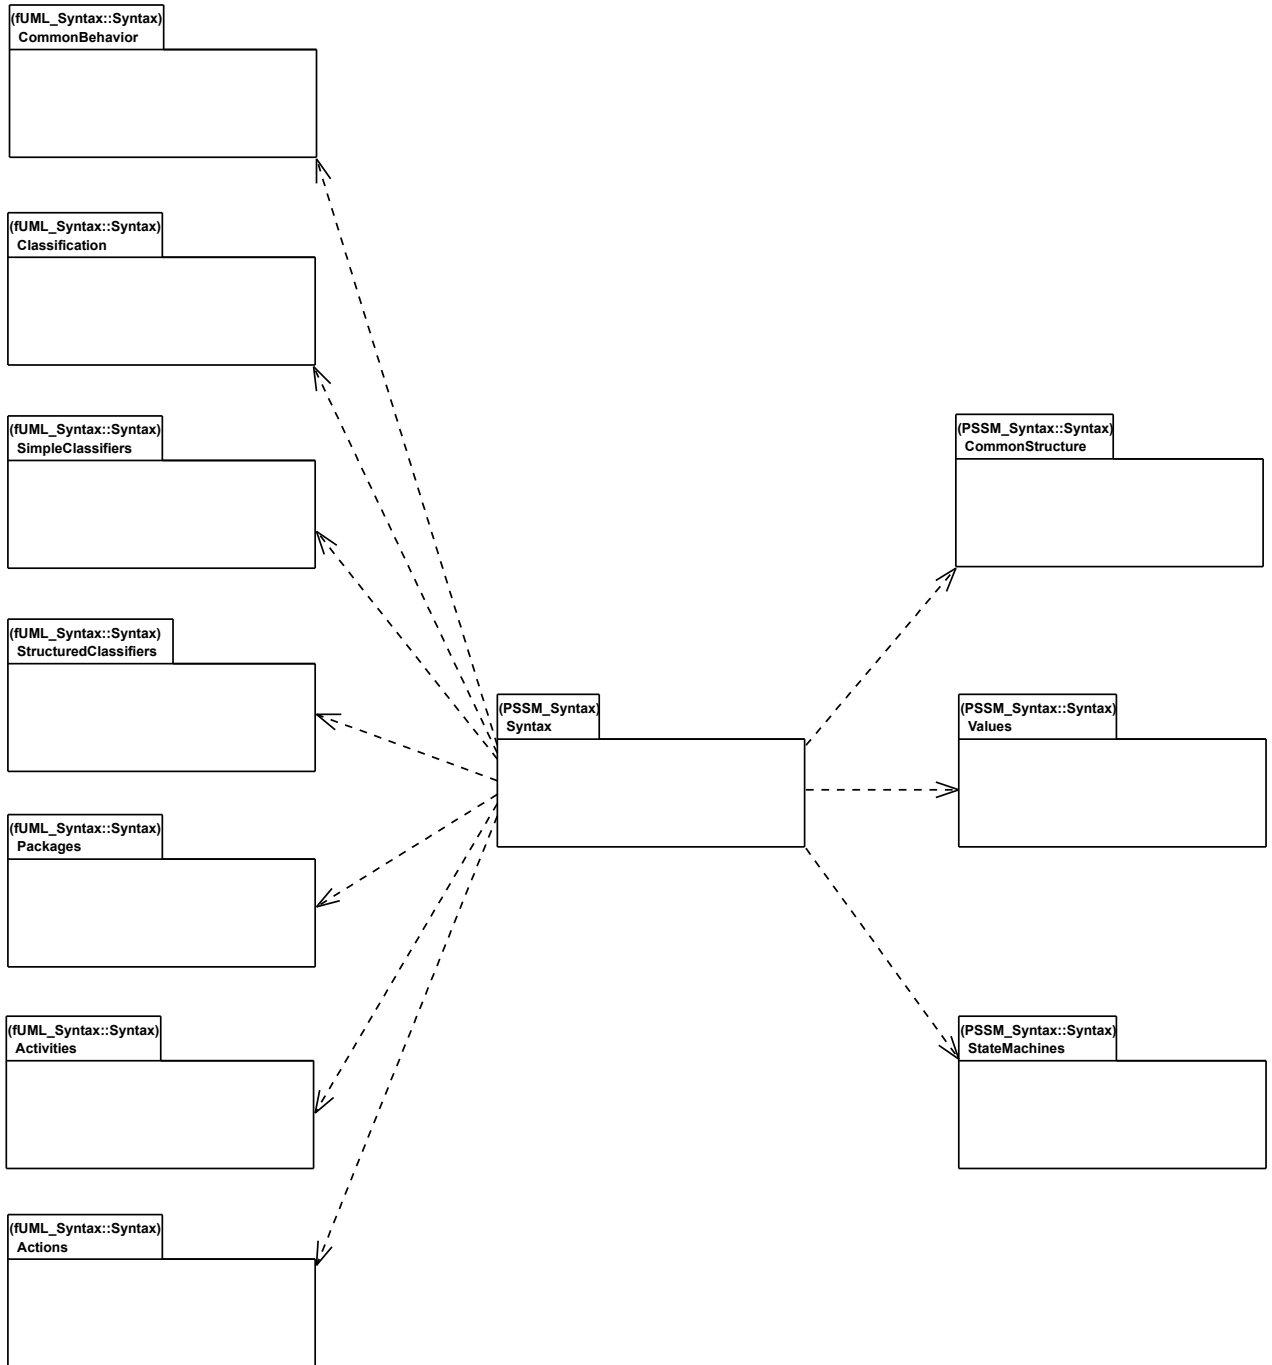 (fUML_Syntax::Syntax)
CommonBehavior
(fUML_Syntax::Syntax)
Classification
(fUML_Syntax::Syntax)
SimpleClassifiers
(fUML_Syntax::Syntax)
StructuredClassifiers
(fUML_Syntax::Syntax)
Packages
(fUML_Syntax::Syntax)
Activities
(fUML_Syntax::Syntax)
Actions
(PSSM_Syntax)
Syntax
(PSSM_Syntax::Syntax)
CommonStructure
(PSSM_Syntax::Syntax)
Values
(PSSM_Syntax::Syntax)
StateMachines